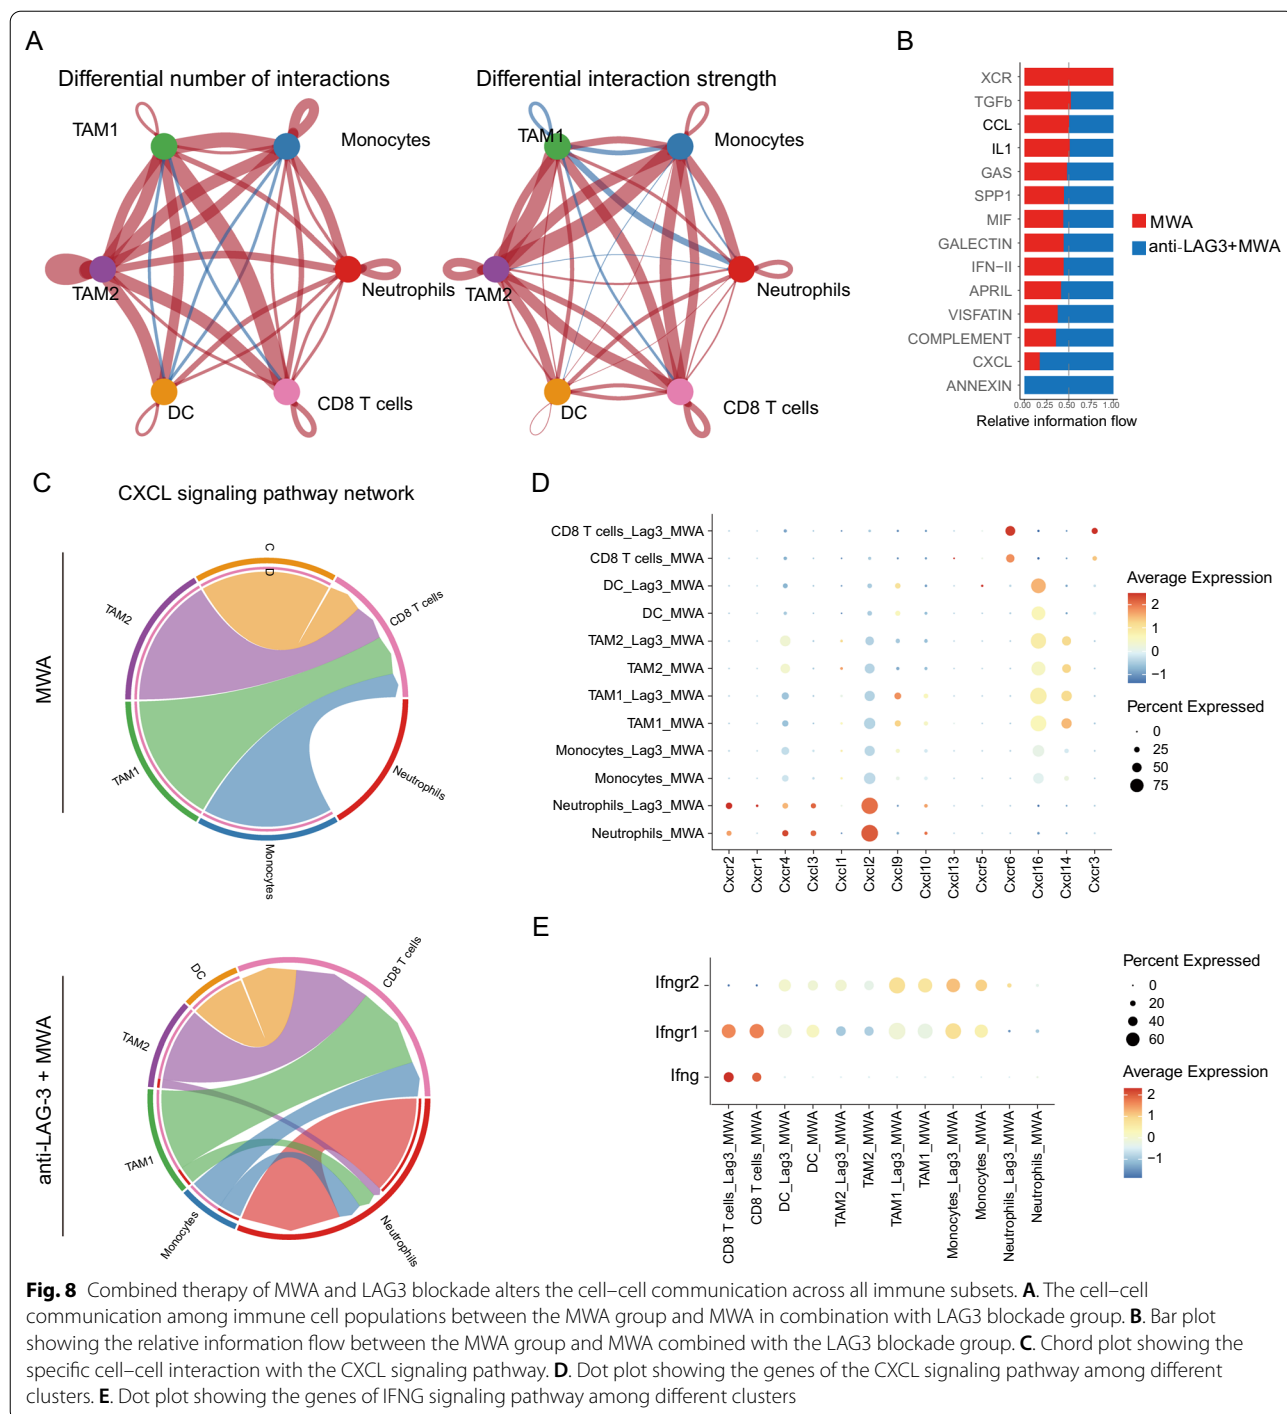 A
Differential number of interactions
TAM1
Monocytes
TAM2
Neutrophils
DC
CD8 T cells
Differential interaction strength
TAM1
Monocytes
TAM2
Neutrophils
DC
CD8 T cells
B
XCR
TGFb
CCL
IL1
GAS
SPP1
MIF
GALECTIN
IFN−II
APRIL
VISFATIN
COMPLEMENT
CXCL
ANNEXIN
0.00 0.25 0.50 0.75 1.00
Relative information flow
MWA
anti-LAG3+MWA
C
CXCL signaling pathway network
MWA
C
D
TAM2
CD8 T cells
TAM1
Neutrophils
Monocytes
anti-LAG-3 + MWA
DC
CD8 T cells
TAM2
TAM1
Monocytes
Neutrophils
D
CD8 T cells_Lag3_MWA
CD8 T cells_MWA
DC_Lag3_MWA
DC_MWA
TAM2_Lag3_MWA
TAM2_MWA
TAM1_Lag3_MWA
TAM1_MWA
Monocytes_Lag3_MWA
Monocytes_MWA
Neutrophils_Lag3_MWA
Neutrophils_MWA
Cxcr2
Cxcr1
Cxcr4
Cxcl3
Cxcl1
Cxcl2
Cxcl9
Cxcl10
Cxcl13
Cxcr5
Cxcr6
Cxcl16
Cxcl14
Cxcr3
Average Expression
2
1
0
−1
Percent Expressed
0
25
50
75
E
Ifngr2
Ifngr1
Ifng
CD8 T cells_Lag3_MWA
CD8 T cells_MWA
DC_Lag3_MWA
DC_MWA
TAM2_Lag3_MWA
TAM2_MWA
TAM1_Lag3_MWA
TAM1_MWA
Monocytes_Lag3_MWA
Monocytes_MWA
Neutrophils_Lag3_MWA
Neutrophils_MWA
Percent Expressed
0
20
40
60
Average Expression
2
1
0
−1
Fig. 8 Combined therapy of MWA and LAG3 blockade alters the cell–cell communication across all immune subsets. A. The cell–cell
communication among immune cell populations between the MWA group and MWA in combination with LAG3 blockade group. B. Bar plot
showing the relative information flow between the MWA group and MWA combined with the LAG3 blockade group. C. Chord plot showing the
specific cell–cell interaction with the CXCL signaling pathway. D. Dot plot showing the genes of the CXCL signaling pathway among different
clusters. E. Dot plot showing the genes of IFNG signaling pathway among different clusters